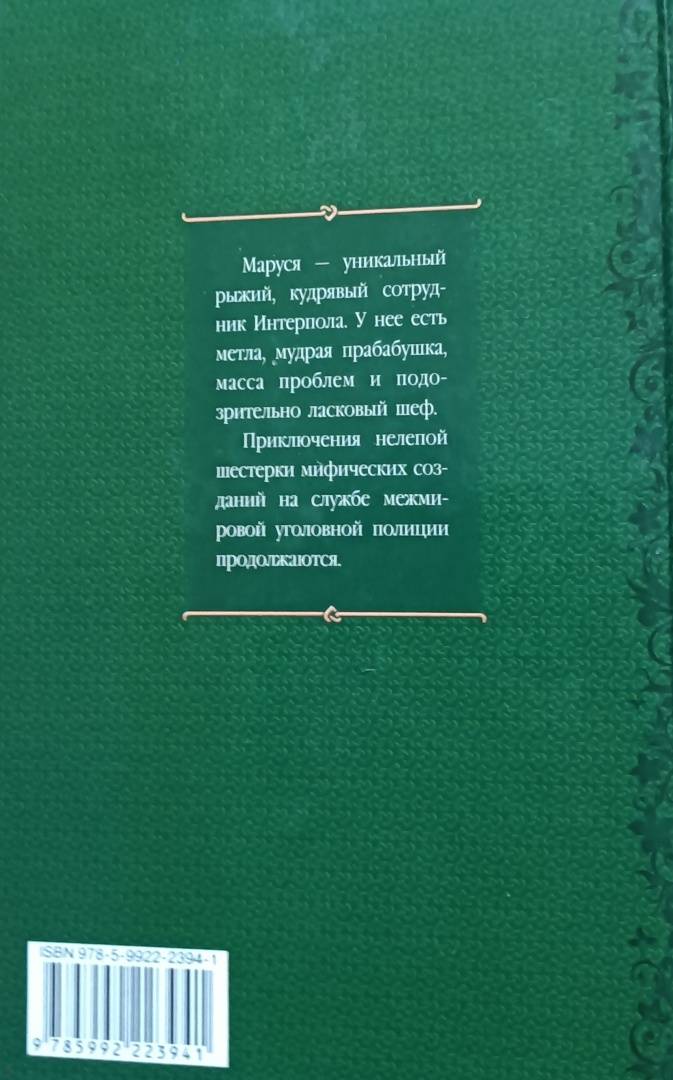 Маруся — уникальный
рыжий, кудрявый сотруд-
ник Интерпола. У нее есть
метла, мудрая прабабушка,
масса проблем и подо-
зрительно ласковый шеф.
Приключения нелепой
шестерки мифических соз-
даний на службе межми-
ровой уголовной полиции
продолжаются.
ISBN 978-5-9922-2394-1
9 785992 223941